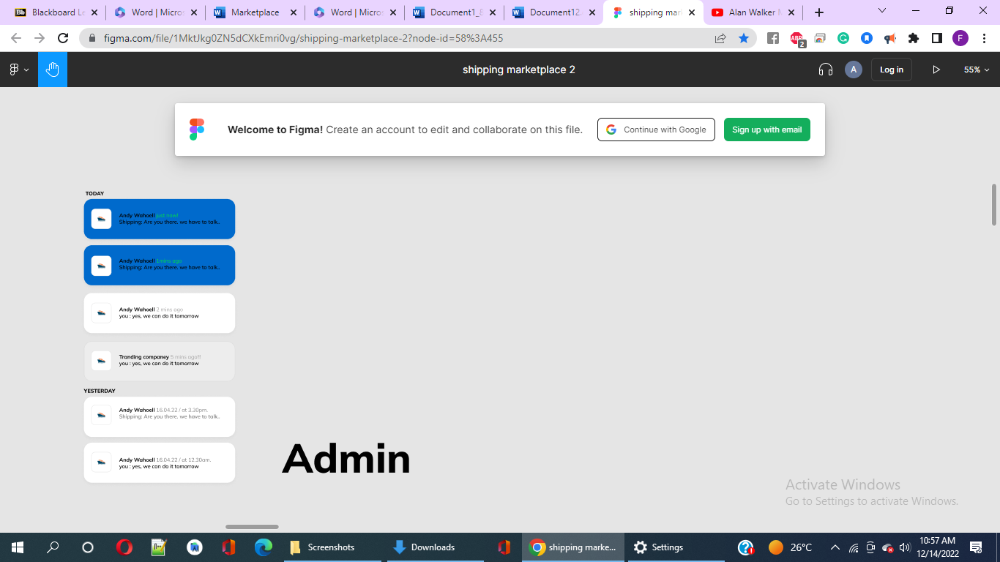 Blackboard Le
Word | Micros
Marketplace
Word | Micros
Document1_8
Document12.
shipping mark
Alan Walker M
figma.com/file/1MktJkg0ZN5dCXkEmri0vg/shipping-marketplace-2?node-id=58%3A455
ABP
2
F
shipping marketplace 2
A
Log in
55%
Welcome to Figma! Create an account to edit and collaborate on this file.
Continue with Google
Sign up with email
TODAY
Andy Wahoell just now!
Shipping: Are you there, we have to talk..
Andy Wahoell 1mins ago
Shipping: Are you there, we have to talk..
Andy Wahoell 2 mins ago
you : yes, we can do it tomorrow
Tranding companey 5 mins ago!!
you : yes, we can do it tomorrow
YESTERDAY
Andy Wahoell 16.04.22 / at 3.30pm.
Shipping: Are you there, we have to talk..
Andy Wahoell 16.04.22 / at 12.30am.
you : yes, we can do it tomorrow
Admin
Activate Windows
Go to Settings to activate Windows.
Screenshots
Downloads
shipping marke...
Settings
26°C
10:57 AM
12/14/2022